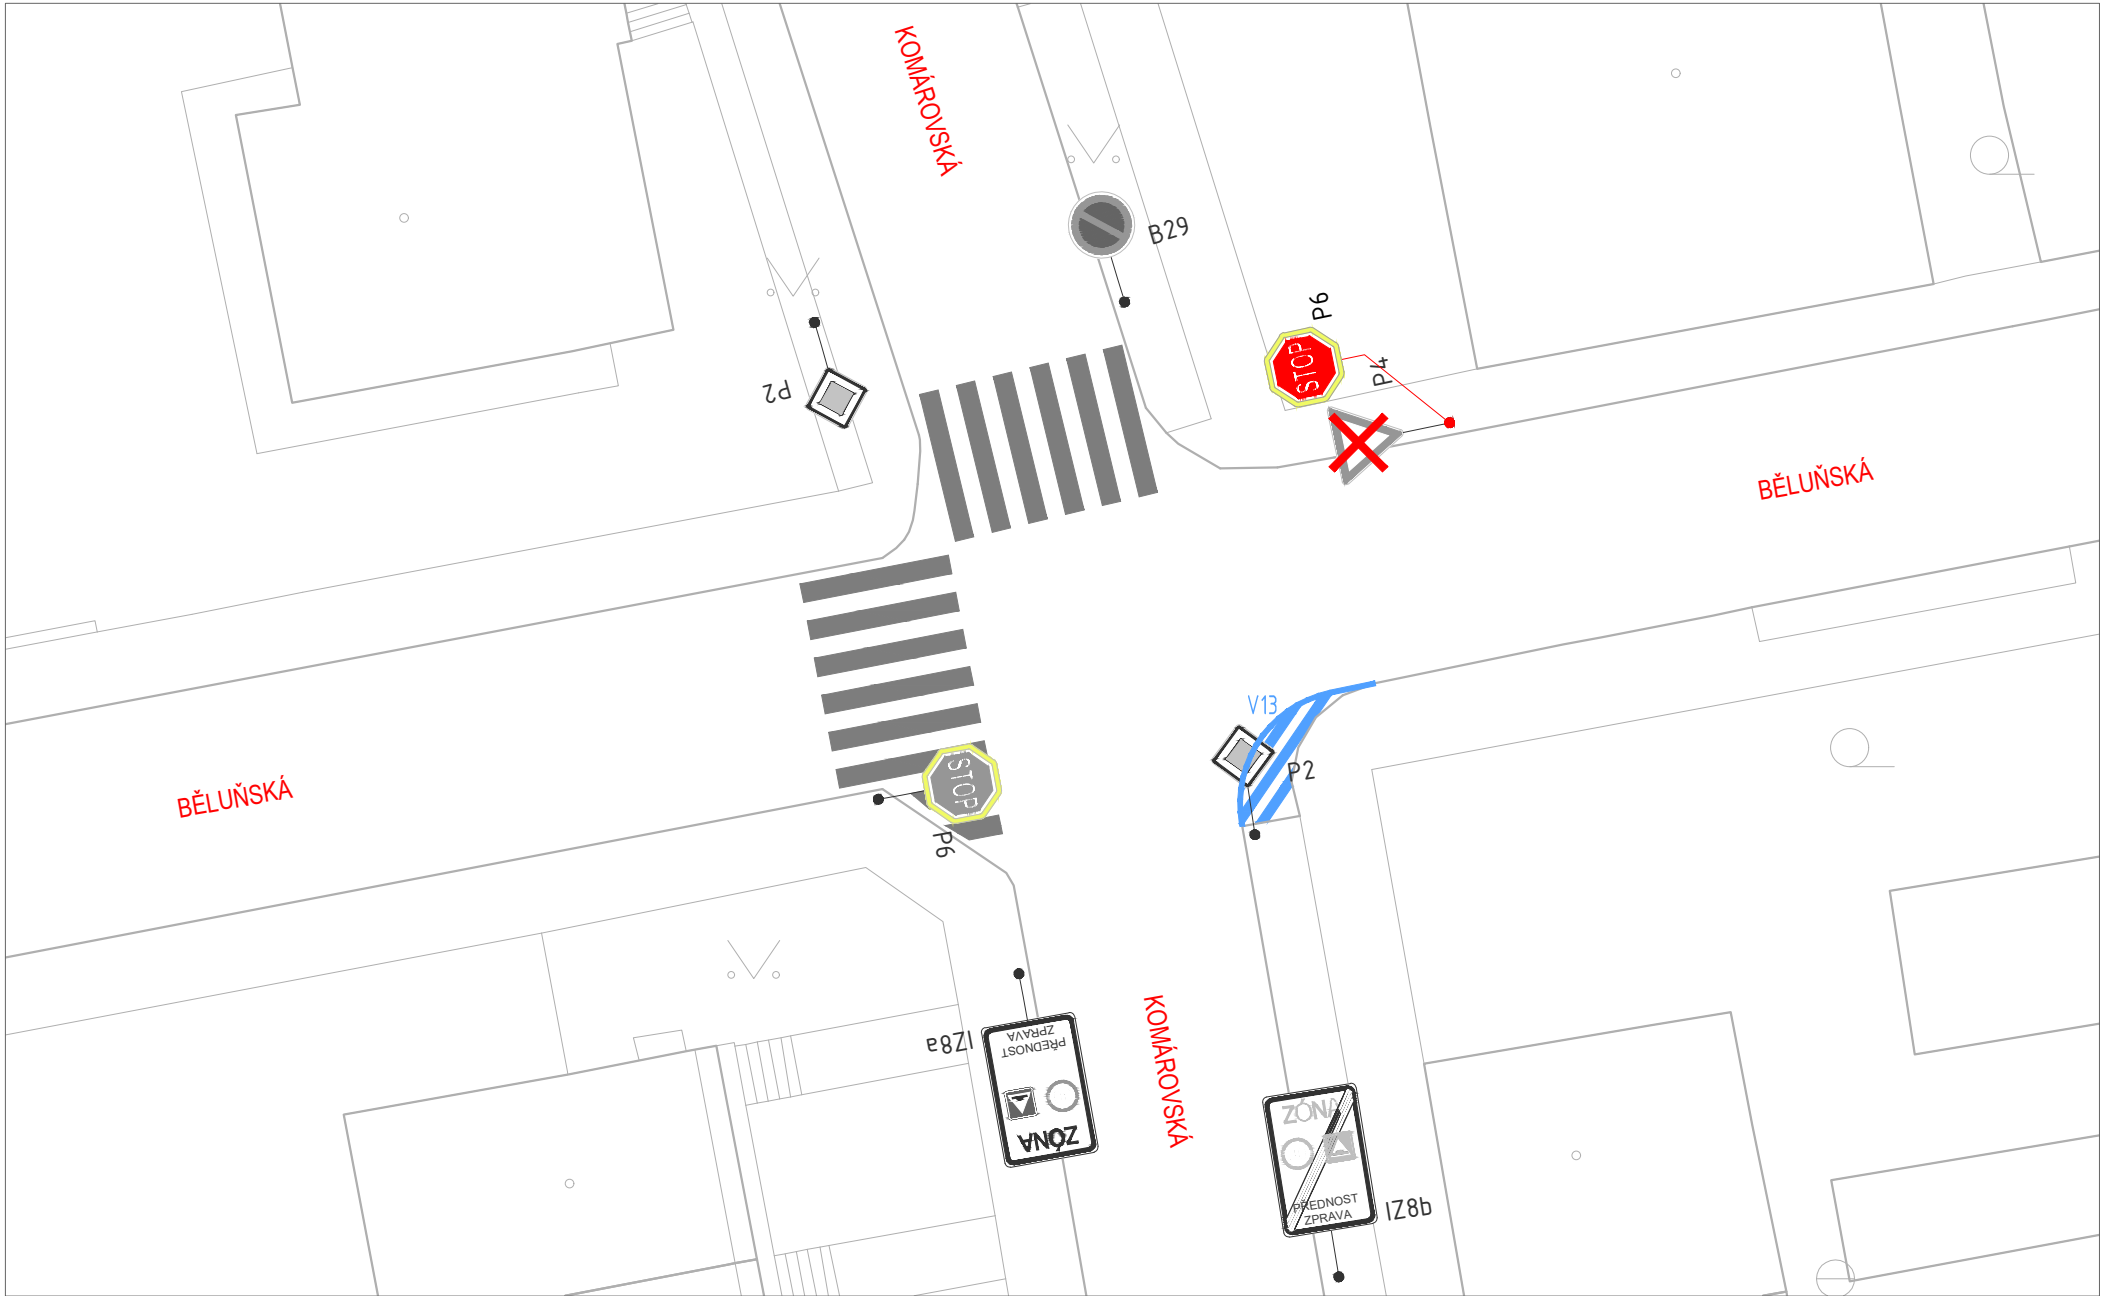 KOMÁROVSKÁ
B29
P6
STOP
P4
P2
BĚLUŇSKÁ
V13
P2
BĚLUŇSKÁ
STOP
P6
IZ8a
ZÓNA
PŘEDNOST
ZPRAVA
KOMÁROVSKÁ
ZÓNA
PŘEDNOST
ZPRAVA
IZ8b